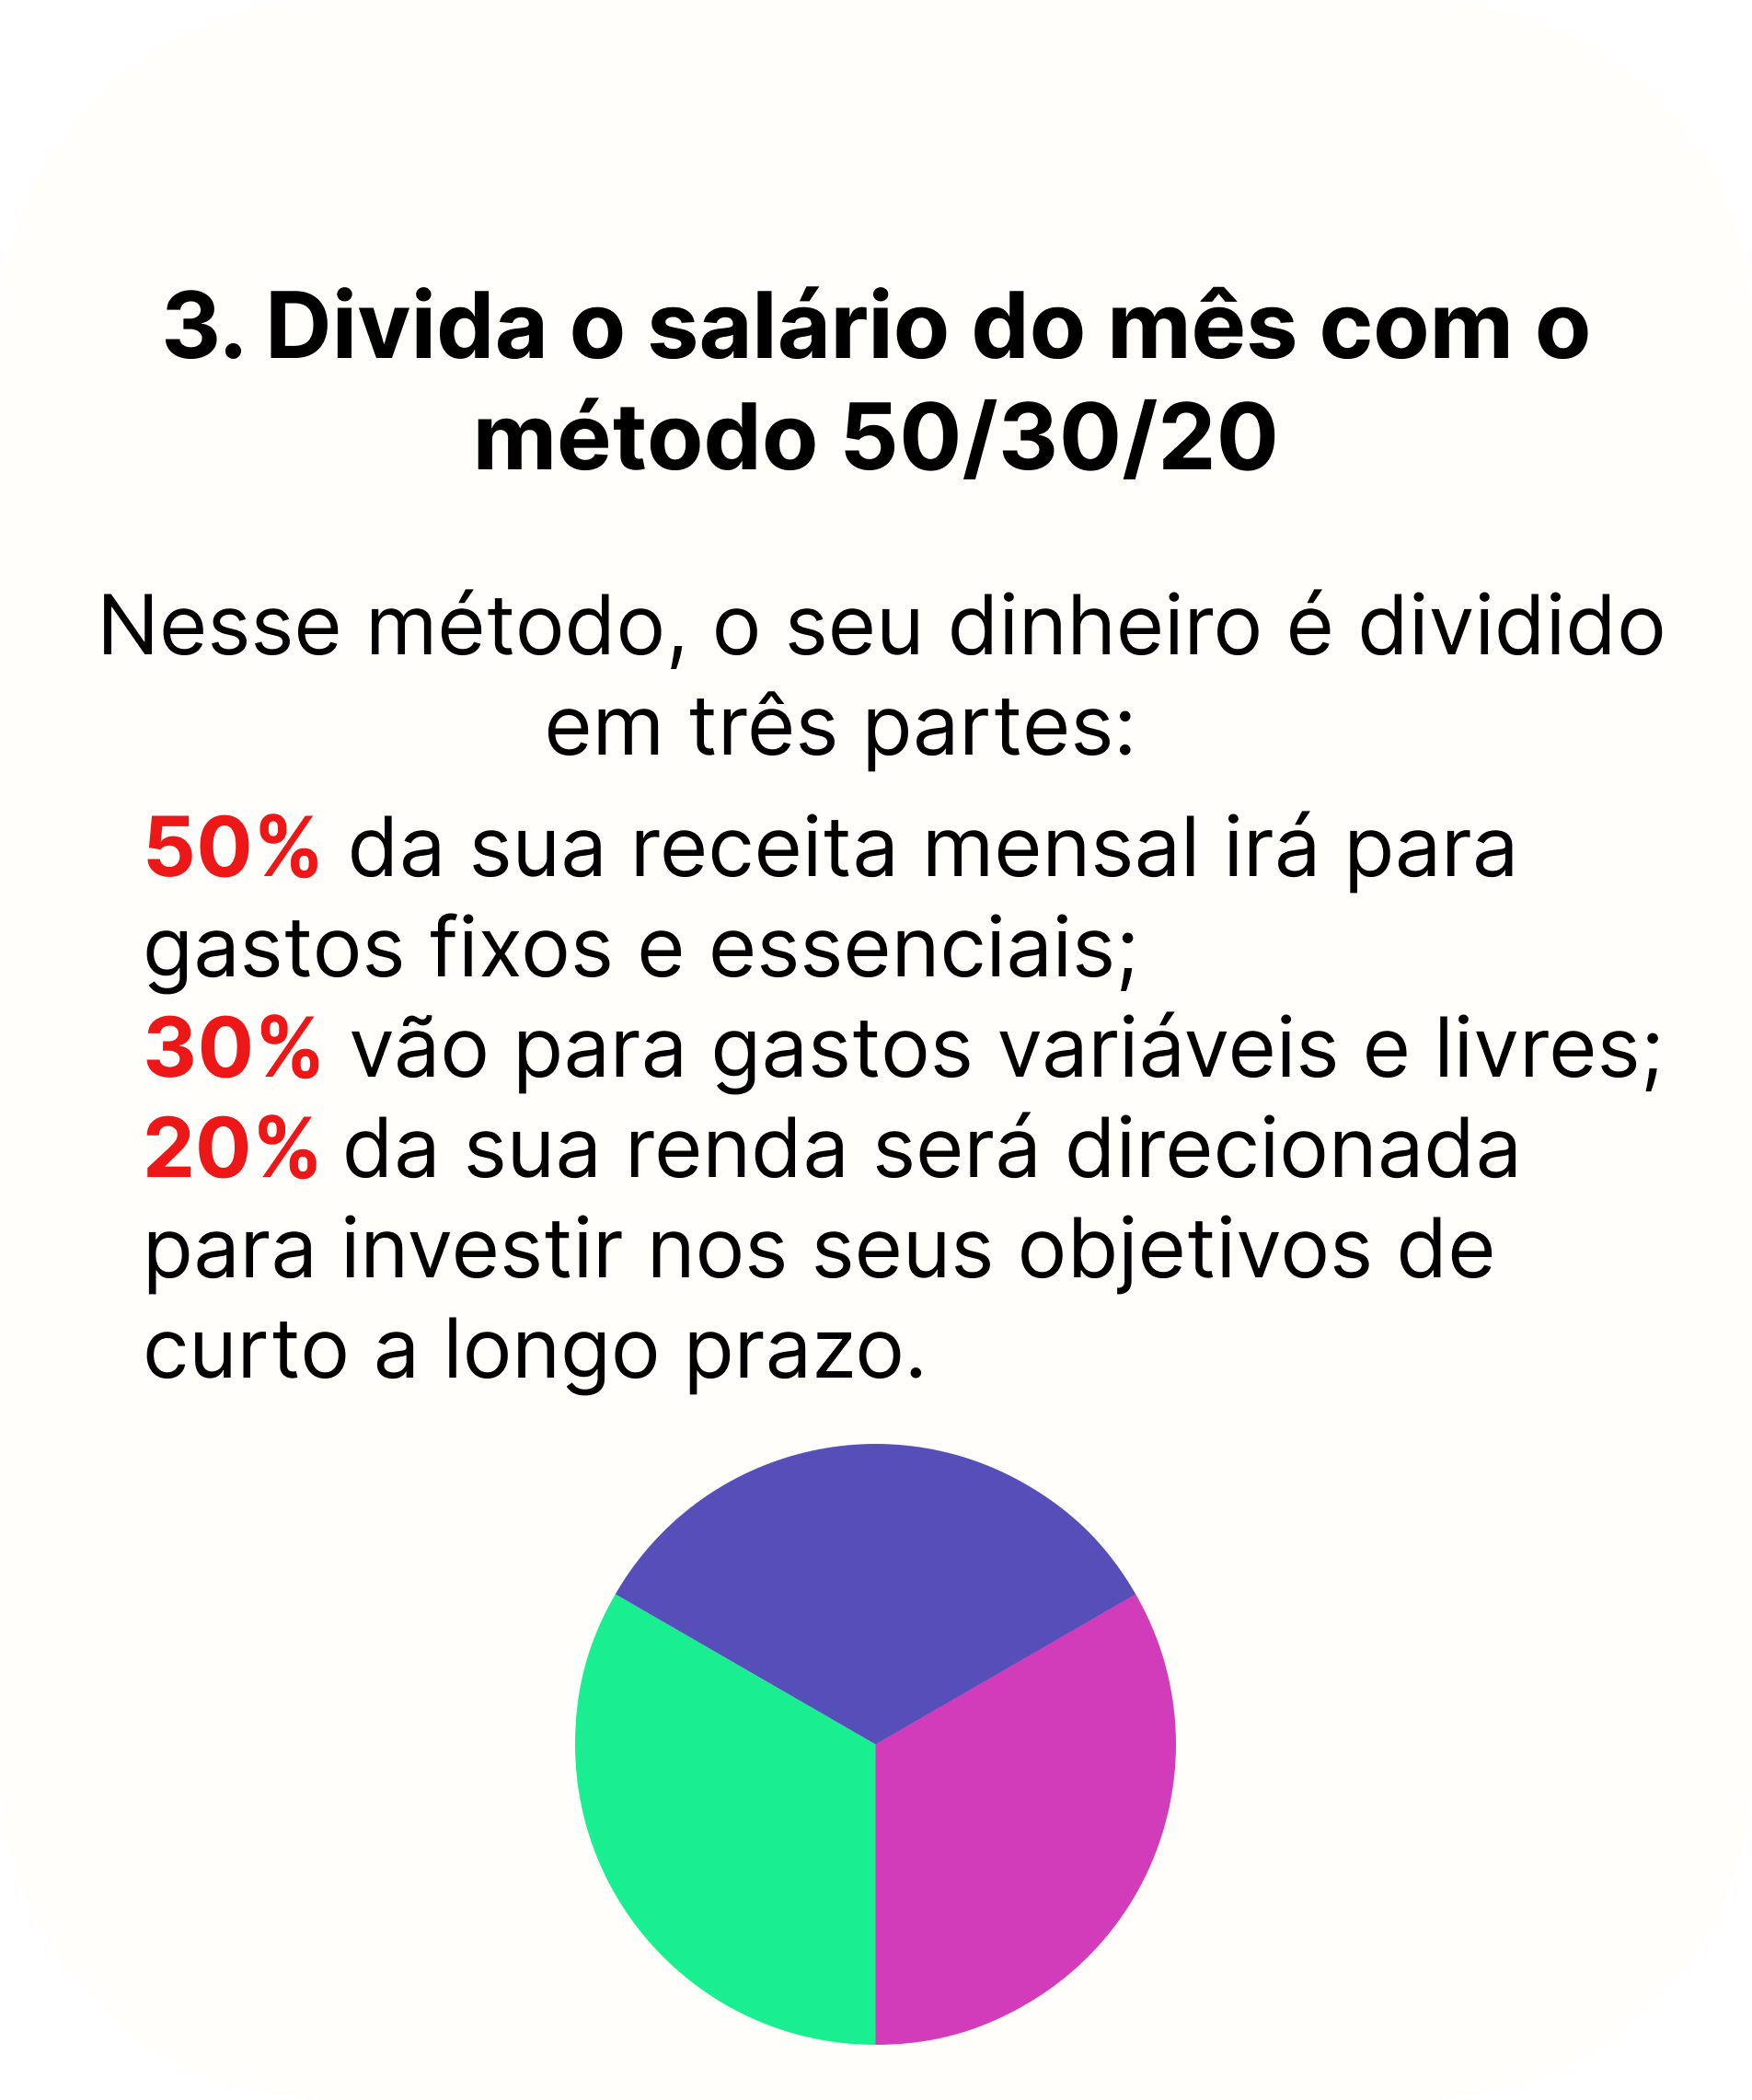 3. Divida o salário do mês com o
método 50/30/20
Nesse método, o seu dinheiro é dividido
em três partes:
50% da sua receita mensal irá para
gastos fixos e essenciais;
30% vão para gastos variáveis e livres;
20% da sua renda será direcionada
para investir nos seus objetivos de
curto a longo prazo.